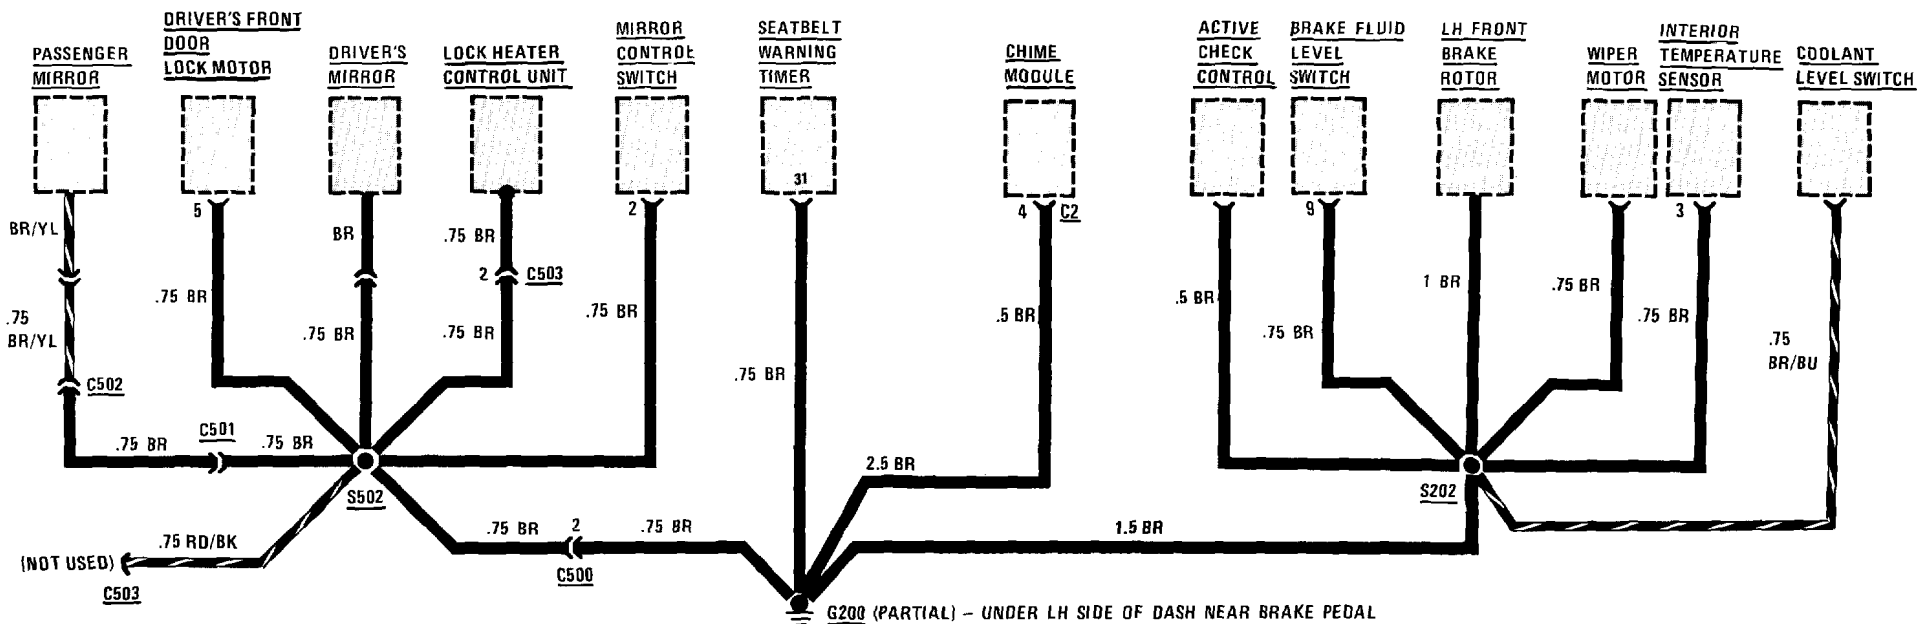 PASSENGER
MIRROR
DRIVER'S FRONT
DOOR
LOCK MOTOR
DRIVER'S
MIRROR
LOCK HEATER
CONTROL UNIT
MIRROR
CONTROL
SWITCH
SEATBELT
WARNING
TIMER
CHIME
MODULE
ACTIVE
CHECK
CONTROL
BRAKE FLUID
LEVEL
SWITCH
LH FRONT
BRAKE
ROTOR
WIPER
MOTOR
INTERIOR
TEMPERATURE
SENSOR
COOLANT
LEVEL SWITCH
31
5
2
4 C2
9
3
BR/YL
BR
.75 BR
2 C503
.75
BR/YL
.75 BR
.75 BR
.75 BR
.75 BR
.75 BR
.5 BR
.5 BR
.75 BR
1 BR
.75 BR
.75 BR
.75
BR/BU
C502
.75 BR
C501
.75 BR
S502
2.5 BR
S202
.75 RD/BK
(NOT USED)
C503
.75 BR
2
.75 BR
C500
1.5 BR
G200 (PARTIAL) – UNDER LH SIDE OF DASH NEAR BRAKE PEDAL